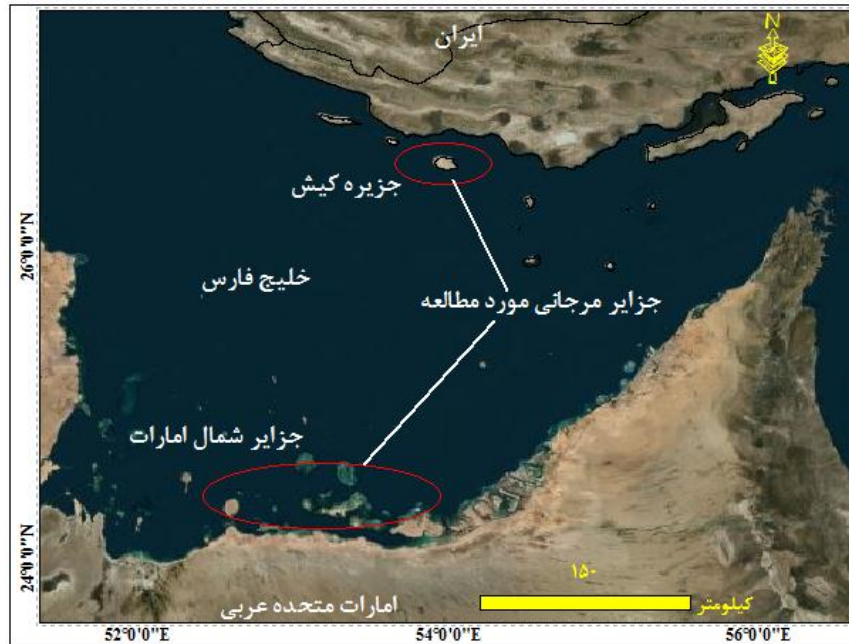 ایران
N
جزیره کیش
26°0'0"N
خلیج فارس
جزایر مرجانی مورد مطالعه
جزایر شمال امارات
24°0'0"N
۱۵۰
کیلومتر
امارات متحده عربی
52°0'0"E
54°0'0"E
56°0'0"E